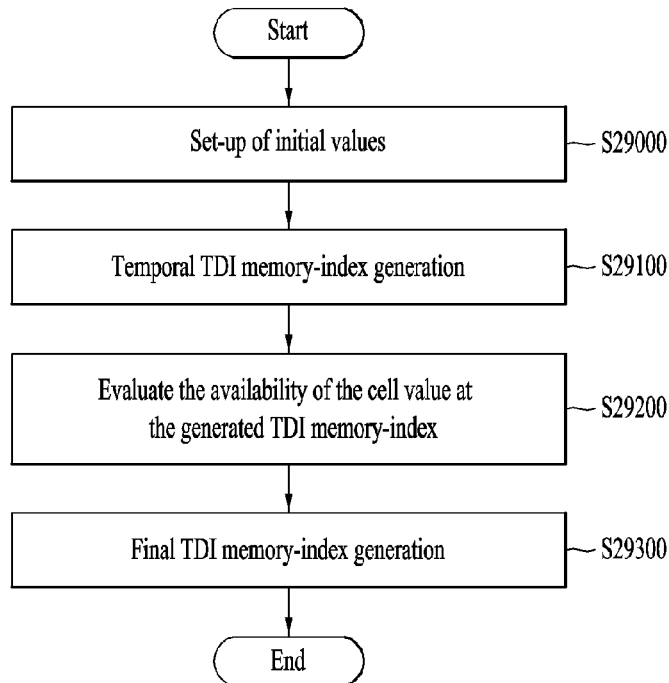 Start
Set-up of initial values
S29000
Temporal TDI memory-index generation
S29100
Evaluate the availability of the cell value at
the generated TDI memory-index
S29200
Final TDI memory-index generation
S29300
End